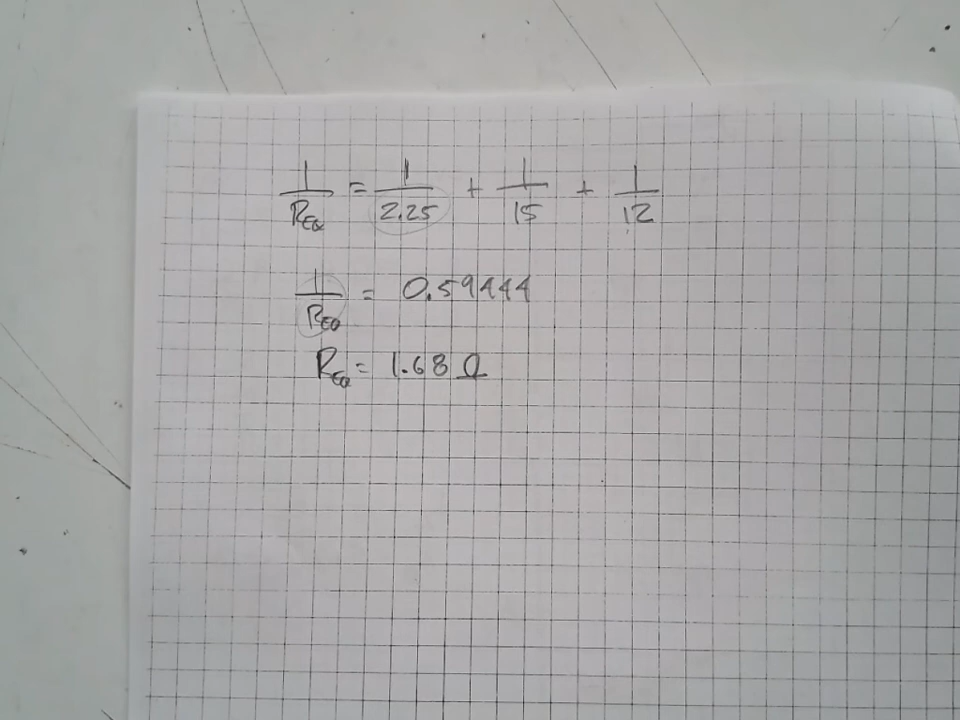 1/R_EQ = 1/2.25 + 1/15 + 1/12
1/R_EQ = 0.59444
R_EQ = 1.68 Ω